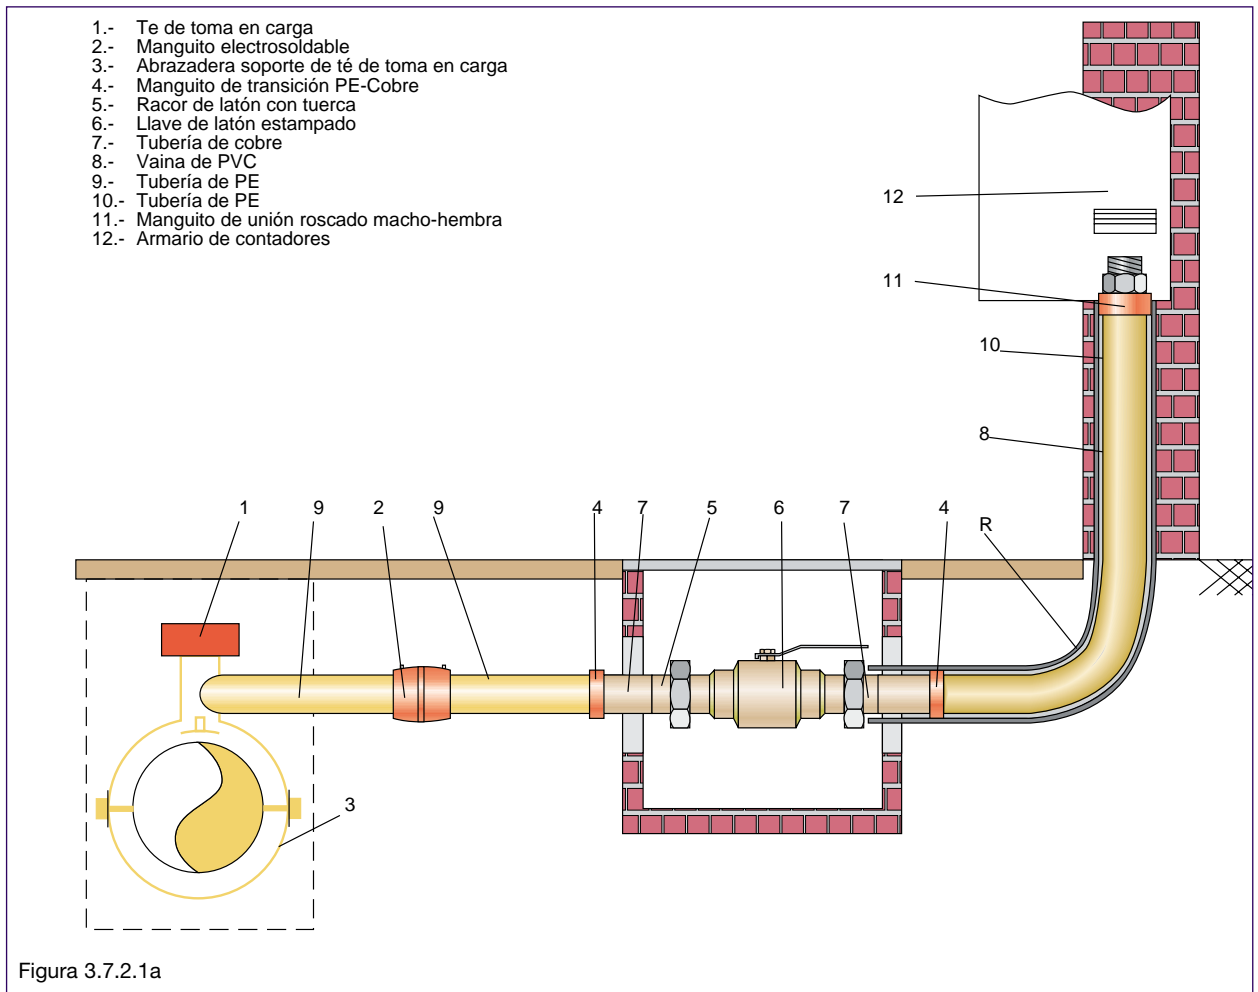 1.- Te de toma en carga
2.- Manguito electrosoldable
3.- Abrazadera soporte de té de toma en carga
4.- Manguito de transición PE-Cobre
5.- Racor de latón con tuerca
6.- Llave de latón estampado
7.- Tubería de cobre
8.- Vaina de PVC
9.- Tubería de PE
10.- Tubería de PE
11.- Manguito de unión roscado macho-hembra
12.- Armario de contadores
12
11
10
8
1 9 2 9 4 7 5 6 7 4 R
3
Figura 3.7.2.1a